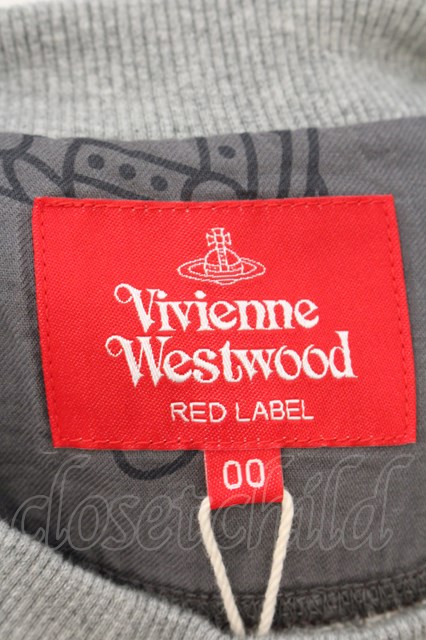 Vivienne
Westwood
RED LABEL
00
closetchild